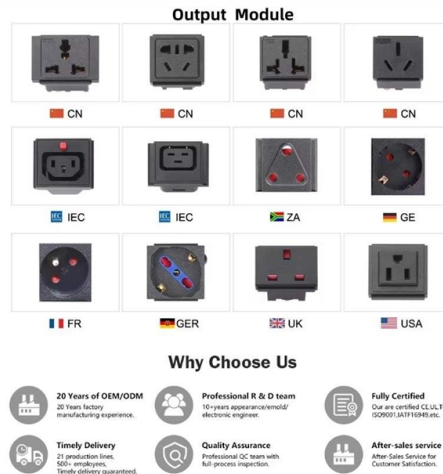 Output Module
CN
CN
CN
CN
IEC IEC
IEC IEC
ZA
GE
FR
GER
UK
USA
Why Choose Us
20 Years of OEM/ODM
20 Years factory
manufacturing experience.
Professional R & D team
10+years appearance/emold/
electronic engineer.
Fully Certified
Our are certified CE,UL,T
ISO9001,IATF16949.etc.
Timely Delivery
21 production lines,
500+ employees,
Timely delivery guaranteed.
Quality Assurance
Professional QC team with
full-process inspection.
After-sales service
After-Sales Service for
Customer Satisfaction.